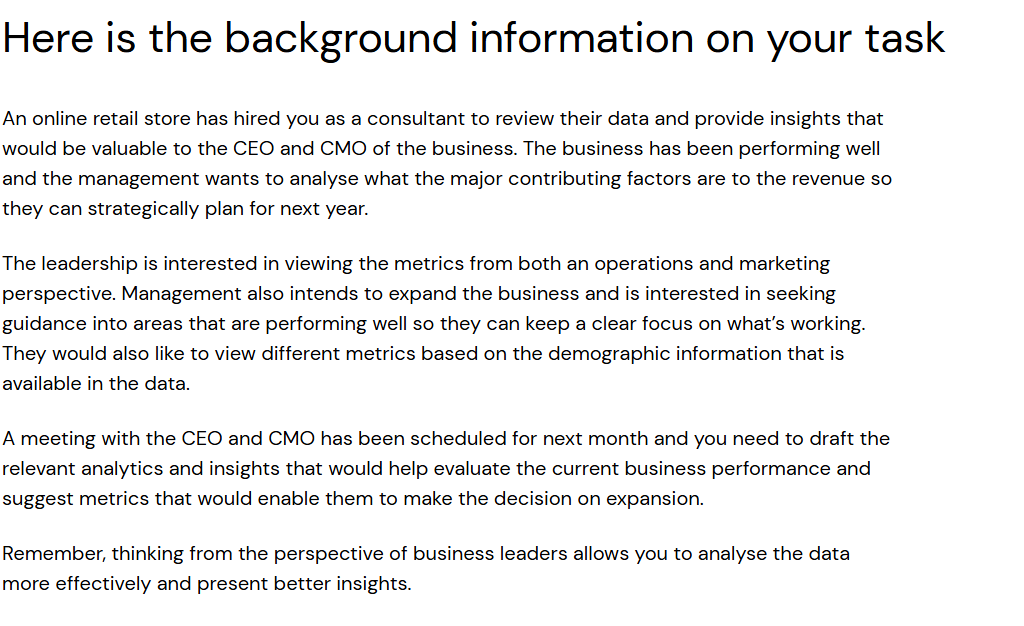 Here is the background information on your task
An online retail store has hired you as a consultant to review their data and provide insights that
would be valuable to the CEO and CMO of the business. The business has been performing well
and the management wants to analyse what the major contributing factors are to the revenue so
they can strategically plan for next year.
The leadership is interested in viewing the metrics from both an operations and marketing
perspective. Management also intends to expand the business and is interested in seeking
guidance into areas that are performing well so they can keep a clear focus on what’s working.
They would also like to view different metrics based on the demographic information that is
available in the data.
A meeting with the CEO and CMO has been scheduled for next month and you need to draft the
relevant analytics and insights that would help evaluate the current business performance and
suggest metrics that would enable them to make the decision on expansion.
Remember, thinking from the perspective of business leaders allows you to analyse the data
more effectively and present better insights.